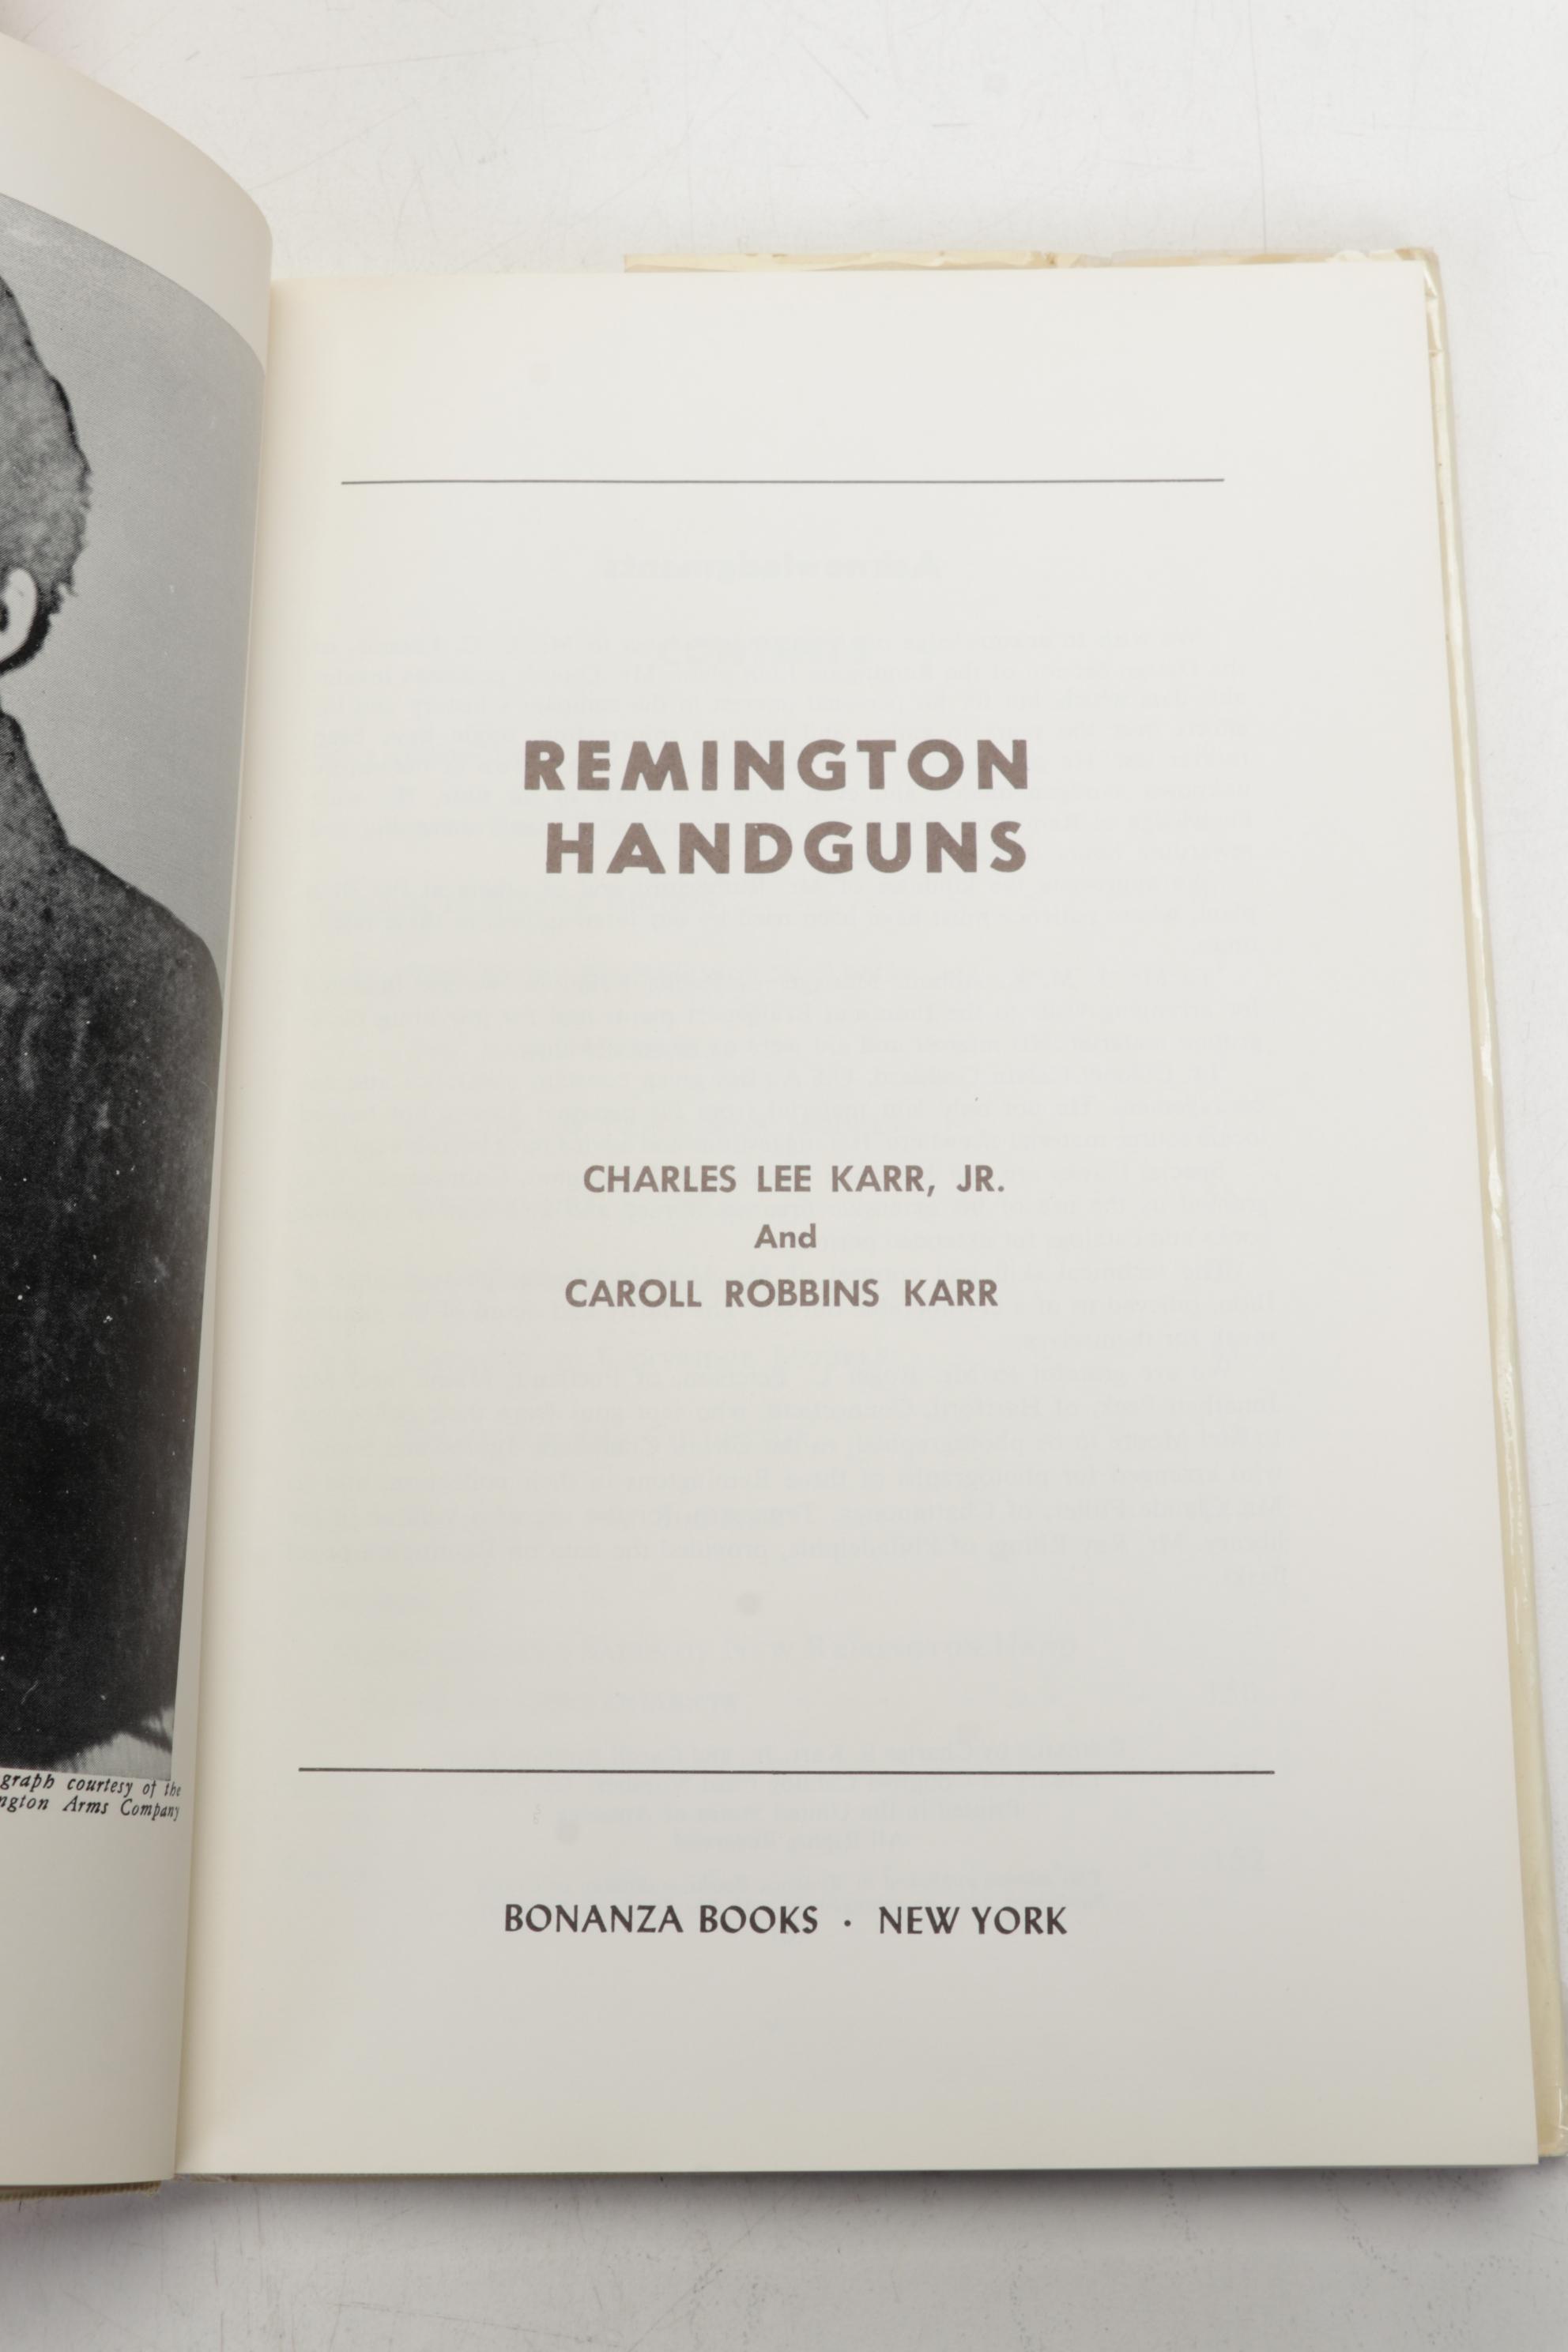 graph courtesy of the
ngton Arms Company
REMINGTON
HANDGUNS
CHARLES LEE KARR, JR.
And
CAROLL ROBBINS KARR
BONANZA BOOKS · NEW YORK